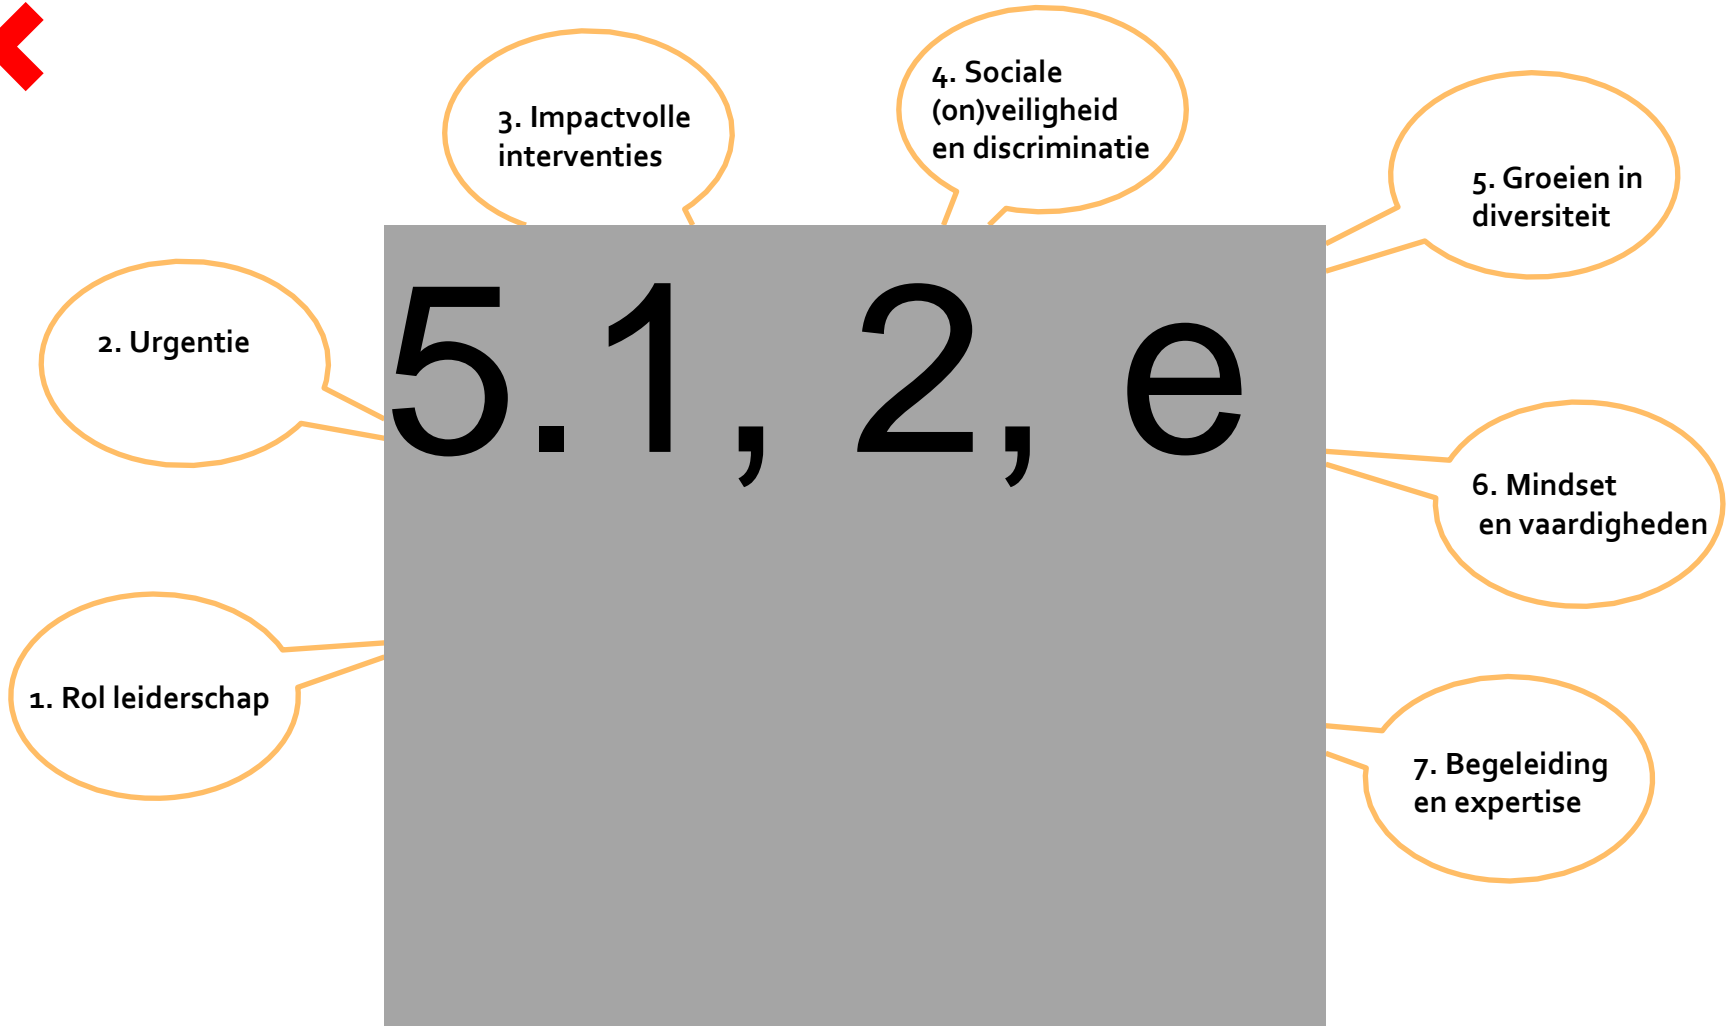 1. Rol leiderschap
2. Urgentie
3. Impactvolle
interventies
4. Sociale
(on)veiligheid
en discriminatie
5. Groeien in
diversiteit
6. Mindset
en vaardigheden
7. Begeleiding
en expertise
5.1, 2, e